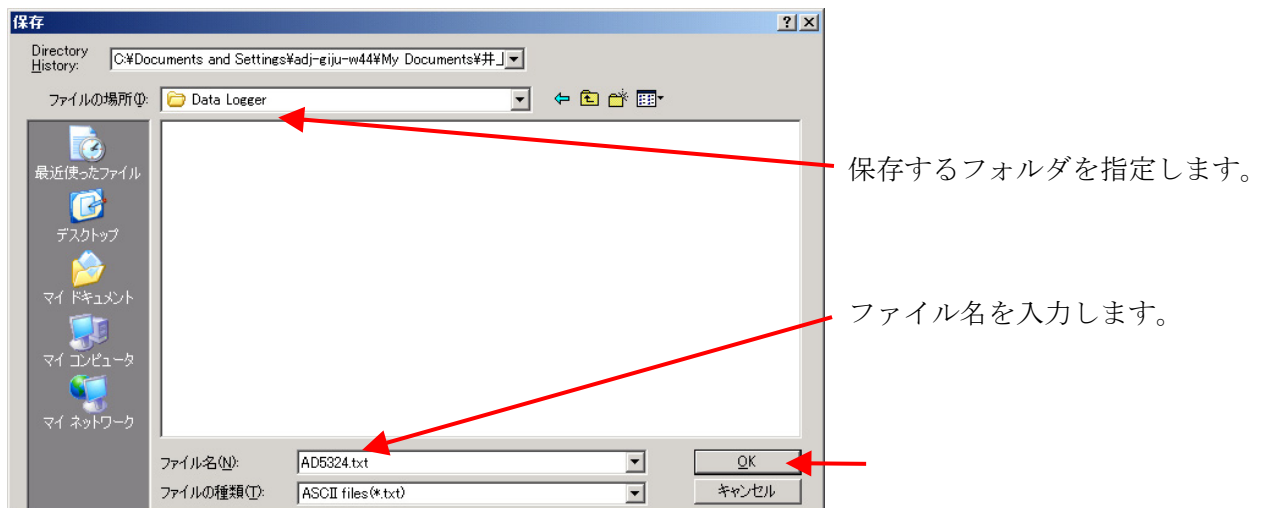 保存
Directory
History:
C:¥Documents and Settings¥adj-giju-w44¥My Documents¥井上
ファイルの場所(I):
Data Logger
保存するフォルダを指定します。
最近使ったファイル
デスクトップ
マイ ドキュメント
マイ コンピュータ
マイ ネットワーク
ファイル名を入力します。
ファイル名(N):
AD5324.txt
OK
ファイルの種類(T):
ASCII files(*.txt)
キャンセル